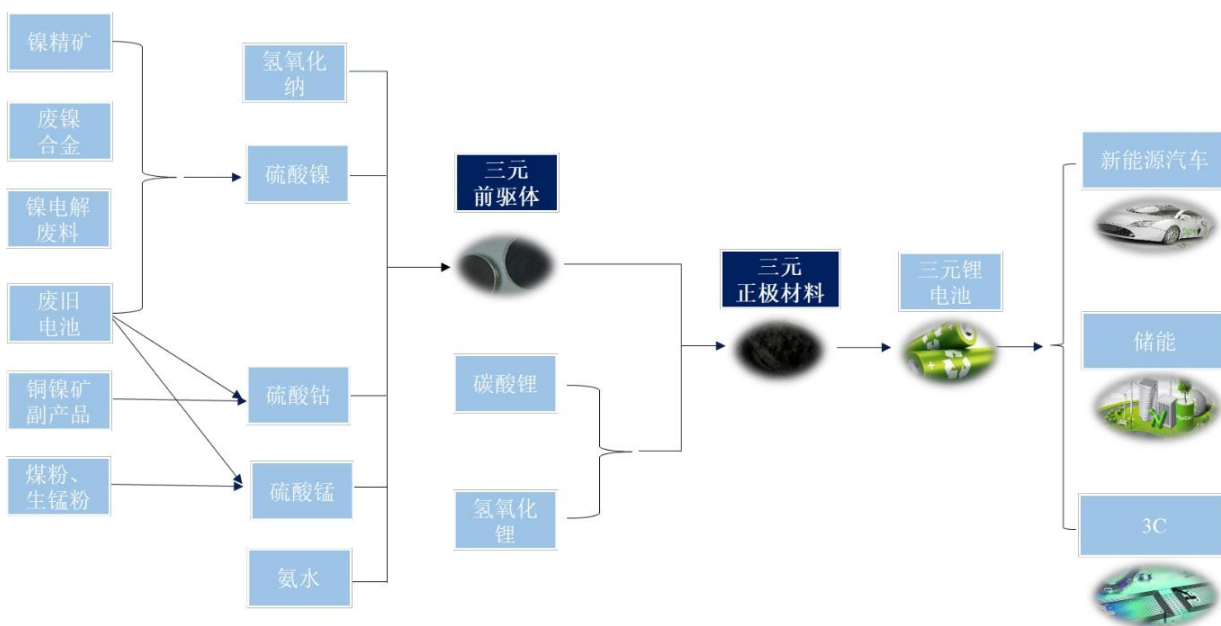 镍精矿
废镍
合金
镍电解
废料
废旧
电池
铜镍矿
副产品
煤粉、
生锰粉
氢氧化
纳
硫酸镍
硫酸钴
硫酸锰
氨水
三元
前驱体
碳酸锂
氢氧化
锂
三元
正极材料
三元锂
电池
新能源汽车
储能
3C